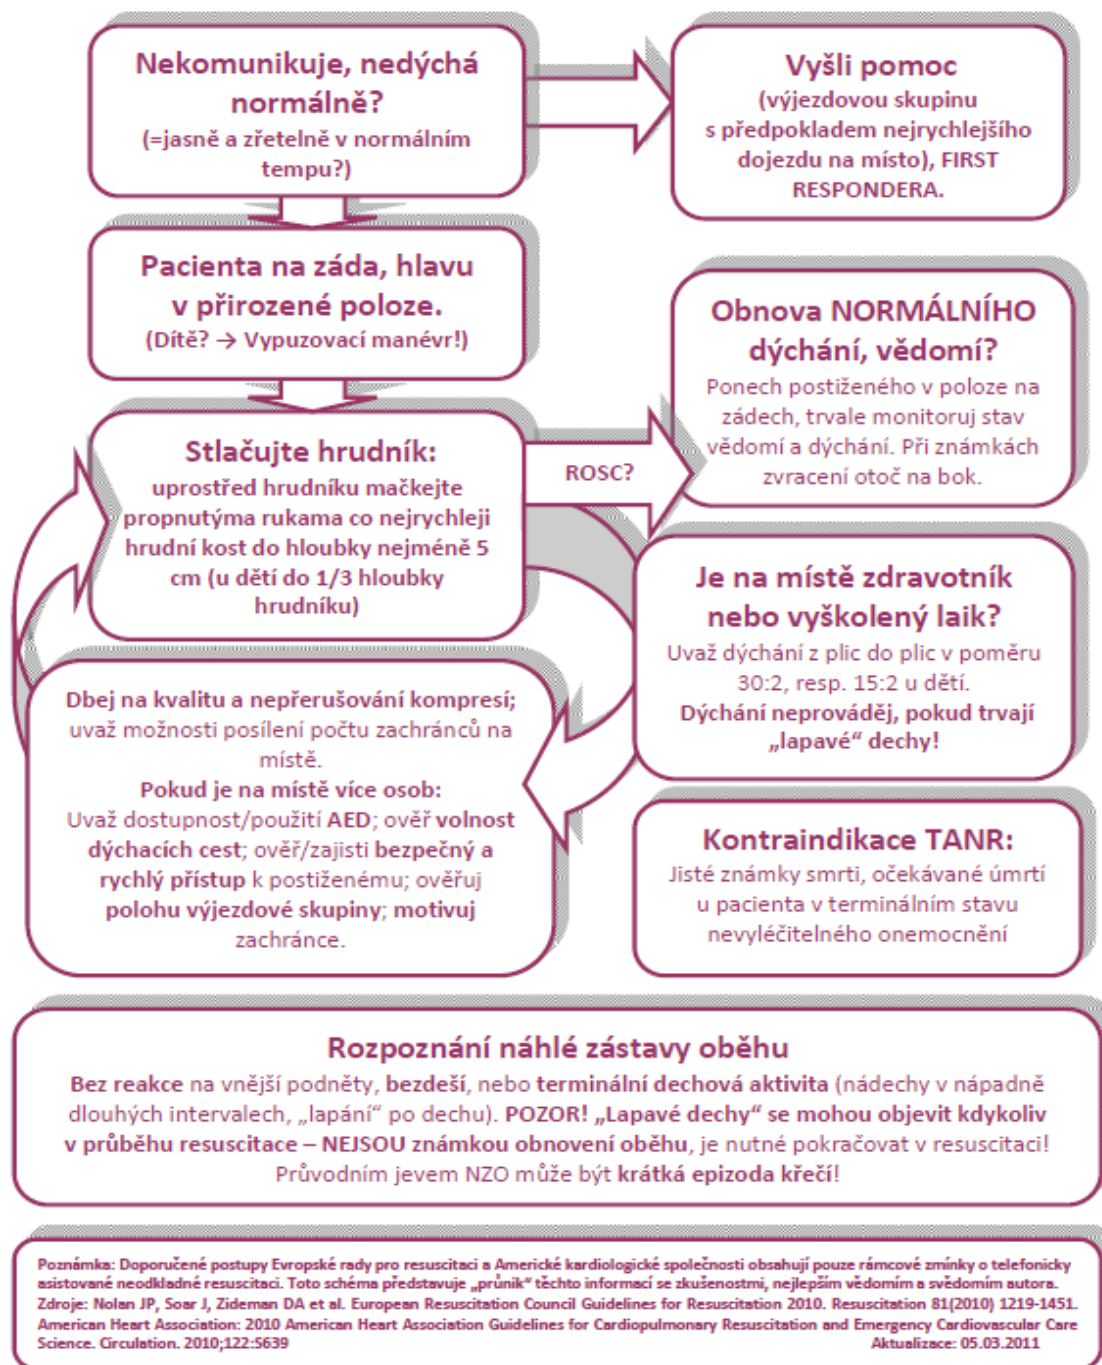 Nekomunikuje, nedýchá
normálně?
(=jasně a zřetelně v normálním
tempu?)
Vyšli pomoc
(výjezdovou skupinu
s předpokladem nejrychlejšího
dojezdu na místo), FIRST
RESPONDERA.
Pacienta na záda, hlavu
v přirozené poloze.
(Dítě? → Vypuzovací manévr!)
Stlačujte hrudník:
uprostřed hrudníku mačkejte
propnutýma rukama co nejrychleji
hrudní kost do hloubky nejméně 5
cm (u dětí do 1/3 hloubky
hrudníku)
ROSC?
Obnova NORMÁLNÍHO
dýchání, vědomí?
Ponech postiženého v poloze na
zádech, trvale monitoruj stav
vědomí a dýchání. Při známkách
zvracení otoč na bok.
Je na místě zdravotník
nebo vyškolený laik?
Uvaž dýchání z plic do plic v poměru
30:2, resp. 15:2 u dětí.
Dýchání neprováděj, pokud trvají
„lapavé“ dechy!
Dbej na kvalitu a nepřerušování kompresí;
uvaž možnosti posílení počtu zachránců na
místě.
Pokud je na místě více osob:
Uvaž dostupnost/použití AED; ověř volnost
dýchacích cest; ověř/zajisti bezpečný a
rychlý přístup k postiženému; ověřuj
polohu výjezdové skupiny; motivuj
zachránce.
Kontraindikace TANR:
Jisté známky smrti, očekávané úmrtí
u pacienta v terminálním stavu
nevyléčitelného onemocnění
Rozpoznání náhlé zástavy oběhu
Bez reakce na vnější podněty, bezdeší, nebo terminální dechová aktivita (nádechy v nápadně
dlouhých intervalech, „lapání“ po dechu). POZOR! „Lapavé dechy“ se mohou objevit kdykoliv
v průběhu resuscitace – NEJSOU známkou obnovení oběhu, je nutné pokračovat v resuscitaci!
Průvodním jevem NZO může být krátká epizoda křečí!
Poznámka: Doporučené postupy Evropské rady pro resuscitaci a Americké kardiologické společnosti obsahují pouze rámcové zmínky o telefonicky
asistované neodkladné resuscitaci. Toto schéma představuje „průnik“ těchto informací se zkušenostmi, nejlepším vědomím a svědomím autora.
Zdroje: Nolan JP, Soar J, Zideman DA et al. European Resuscitation Council Guidelines for Resuscitation 2010. Resuscitation 81(2010) 1219-1451.
American Heart Association: 2010 American Heart Association Guidelines for Cardiopulmonary Resuscitation and Emergency Cardiovascular Care
Science. Circulation. 2010;122:S639 Aktualizace: 05.03.2011